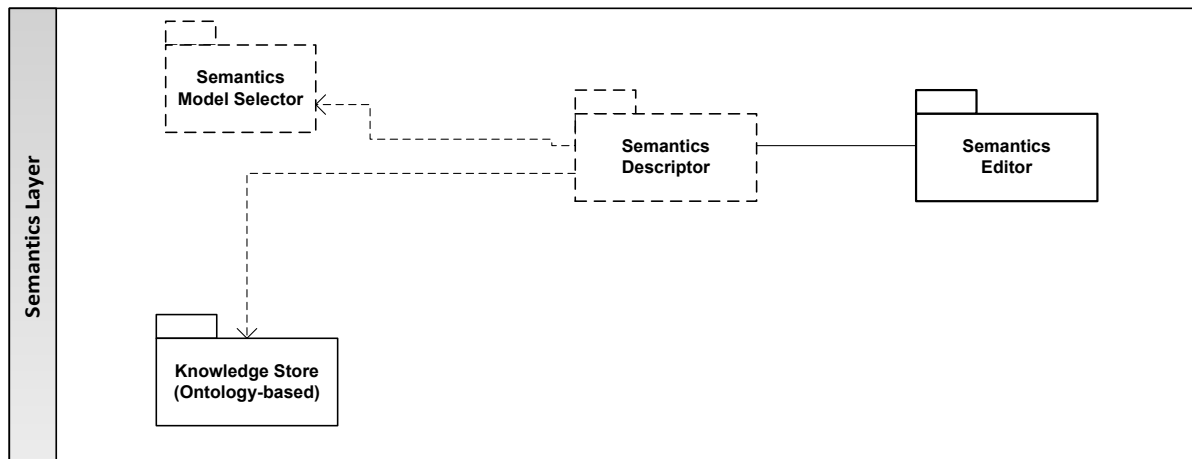 Semantics Layer
Semantics
Model Selector
Semantics
Descriptor
Semantics
Editor
Knowledge Store
(Ontology-based)